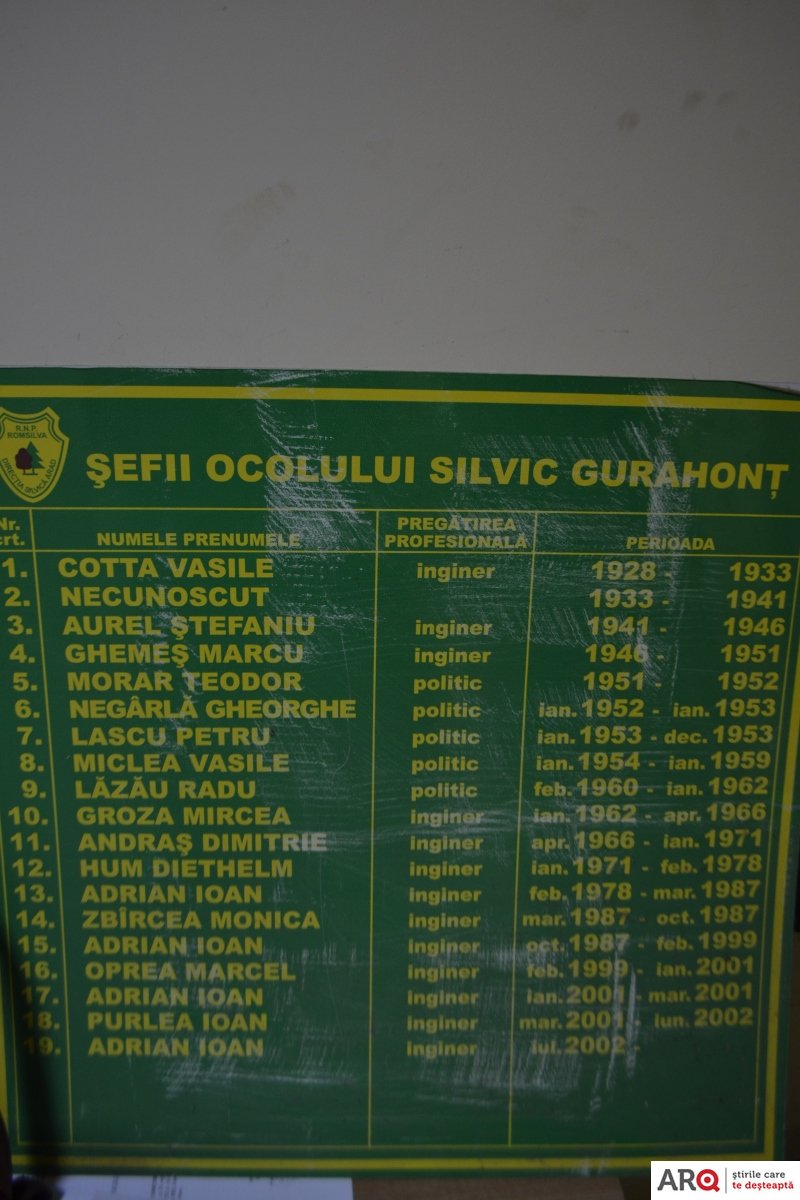 R.N.P.
ROMSILVA
DIRECȚIA SILVICĂ ARAD
ŞEFII OCOLULUI SILVIC GURAHONȚ
Nr. crt. NUMELE PRENUMELE PREGĂTIREA PROFESIONALĂ PERIOADA
1. COTTA VASILE inginer 1928 - 1933
2. NECUNOSCUT 1933 - 1941
3. AUREL ŞTEFANIU inginer 1941 - 1946
4. GHEMEŞ MARCU inginer 1946 - 1951
5. MORAR TEODOR politic 1951 - 1952
6. NEGÂRLĂ GHEORGHE politic ian. 1952 - ian. 1953
7. LASCU PETRU politic ian. 1953 - dec. 1953
8. MICLEA VASILE politic ian. 1954 - ian. 1959
9. LĂZĂU RADU politic feb. 1960 - ian. 1962
10. GROZA MIRCEA inginer ian. 1962 - apr. 1966
11. ANDRAŞ DIMITRIE inginer apr. 1966 - ian. 1971
12. HUM DIETHELM inginer ian. 1971 - feb. 1978
13. ADRIAN IOAN inginer feb. 1978 - mar. 1987
14. ZBÎRCEA MONICA inginer mar. 1987 - oct. 1987
15. ADRIAN IOAN inginer oct. 1987 - feb. 1999
16. OPREA MARCEL inginer feb. 1999 - ian. 2001
17. ADRIAN IOAN inginer ian. 2001 - mar. 2001
18. PURLEA IOAN inginer mar. 2001 - iun. 2002
19. ADRIAN IOAN inginer iul. 2002 -
ARQ știrile care
te deșteaptă